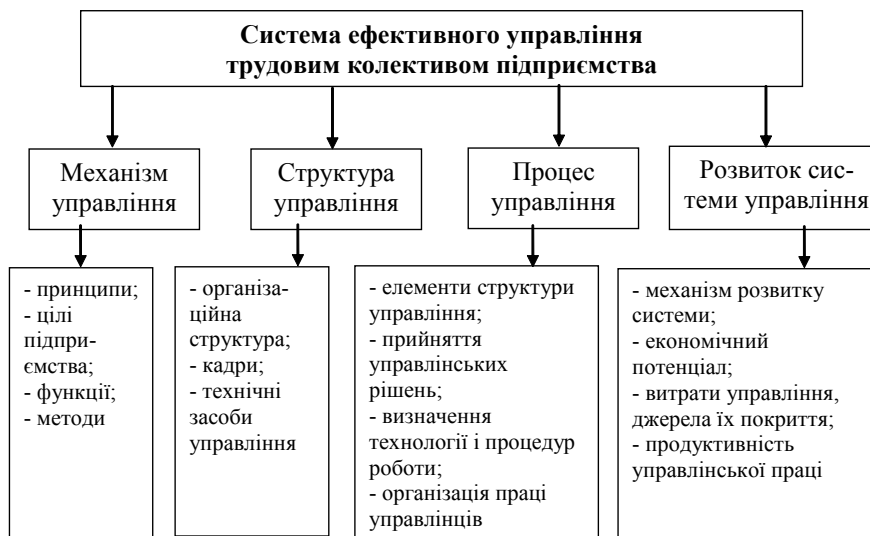 Система ефективного управління
трудовим колективом підприємства
Механізм
управління
Структура
управління
Процес
управління
Розвиток сис-
теми управління
- принципи;
- цілі
підпри-
ємства;
- функції;
- методи
- організа-
ційна
структура;
- кадри;
- технічні
засоби
управління
- елементи структури
управління;
- прийняття
управлінських
рішень;
- визначення
технології і процедур
роботи;
- організація праці
управлінців
- механізм розвитку
системи;
- економічний
потенціал;
- витрати управління,
джерела їх покриття;
- продуктивність
управлінської праці